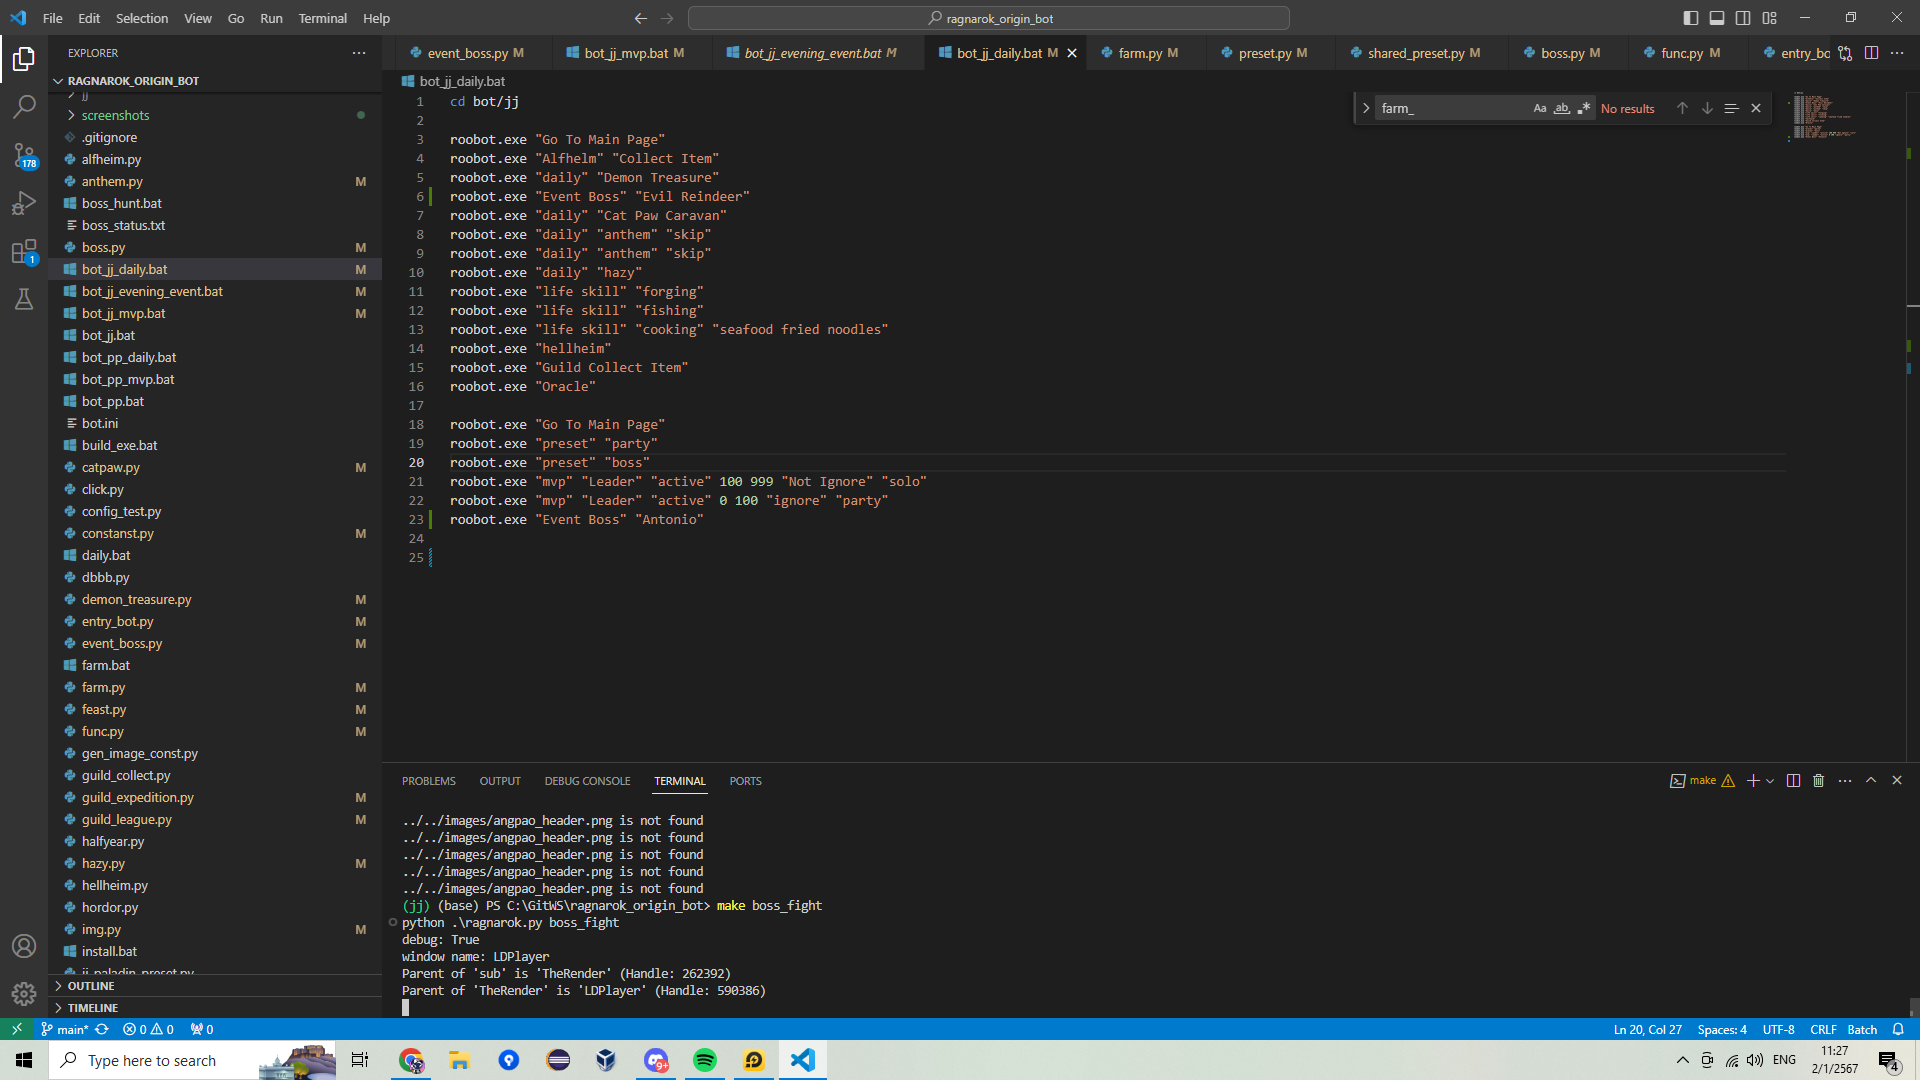 File Edit Selection View Go Run Terminal Help
ragnarok_origin_bot
EXPLORER
RAGNAROK_ORIGIN_BOT
jj
screenshots
.gitignore
alfheim.py
anthem.py M
boss_hunt.bat
boss_status.txt
boss.py M
bot_jj_daily.bat M
bot_jj_evening_event.bat M
bot_jj_mvp.bat M
bot_jj.bat
bot_pp_daily.bat
bot_pp_mvp.bat
bot_pp.bat
bot.ini
build_exe.bat
catpaw.py M
click.py
config_test.py
constanst.py M
daily.bat
dbbb.py
demon_treasure.py M
entry_bot.py M
event_boss.py M
farm.bat
farm.py M
feast.py M
func.py M
gen_image_const.py
guild_collect.py
guild_expedition.py M
guild_league.py M
halfyear.py
hazy.py M
hellheim.py
hordor.py
img.py M
install.bat
jj_paladin_preset.py
OUTLINE
TIMELINE
178
1
event_boss.py M bot_jj_mvp.bat M bot_jj_evening_event.bat M bot_jj_daily.bat M farm.py M preset.py M shared_preset.py M boss.py M func.py M entry_bo
bot_jj_daily.bat
farm_ Aa ab No results
1 cd bot/jj
2
3 roobot.exe "Go To Main Page"
4 roobot.exe "Alfhelm" "Collect Item"
5 roobot.exe "daily" "Demon Treasure"
6 roobot.exe "Event Boss" "Evil Reindeer"
7 roobot.exe "daily" "Cat Paw Caravan"
8 roobot.exe "daily" "anthem" "skip"
9 roobot.exe "daily" "anthem" "skip"
10 roobot.exe "daily" "hazy"
11 roobot.exe "life skill" "forging"
12 roobot.exe "life skill" "fishing"
13 roobot.exe "life skill" "cooking" "seafood fried noodles"
14 roobot.exe "hellheim"
15 roobot.exe "Guild Collect Item"
16 roobot.exe "Oracle"
17
18 roobot.exe "Go To Main Page"
19 roobot.exe "preset" "party"
20 roobot.exe "preset" "boss"
21 roobot.exe "mvp" "Leader" "active" 100 999 "Not Ignore" "solo"
22 roobot.exe "mvp" "Leader" "active" 0 100 "ignore" "party"
23 roobot.exe "Event Boss" "Antonio"
24
25
PROBLEMS OUTPUT DEBUG CONSOLE TERMINAL PORTS
make
../../images/angpao_header.png is not found
../../images/angpao_header.png is not found
../../images/angpao_header.png is not found
../../images/angpao_header.png is not found
../../images/angpao_header.png is not found
(jj) (base) PS C:\GitWS\ragnarok_origin_bot> make boss_fight
python .\ragnarok.py boss_fight
debug: True
window name: LDPlayer
Parent of 'sub' is 'TheRender' (Handle: 262392)
Parent of 'TheRender' is 'LDPlayer' (Handle: 590386)
main* 0 0 0
Ln 20, Col 27 Spaces: 4 UTF-8 CRLF Batch
Type here to search
9+
ENG
11:27
2/1/2567
4